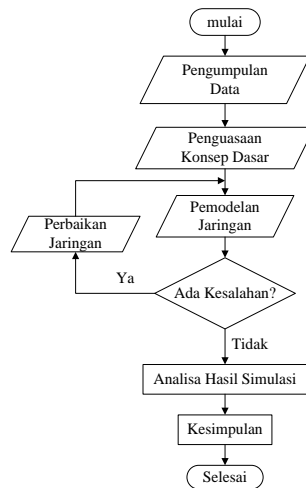 mulai
Pengumpulan
Data
Penguasaan
Konsep Dasar
Perbaikan
Jaringan
Pemodelan
Jaringan
Ya
Ada Kesalahan?
Tidak
Analisa Hasil Simulasi
Kesimpulan
Selesai